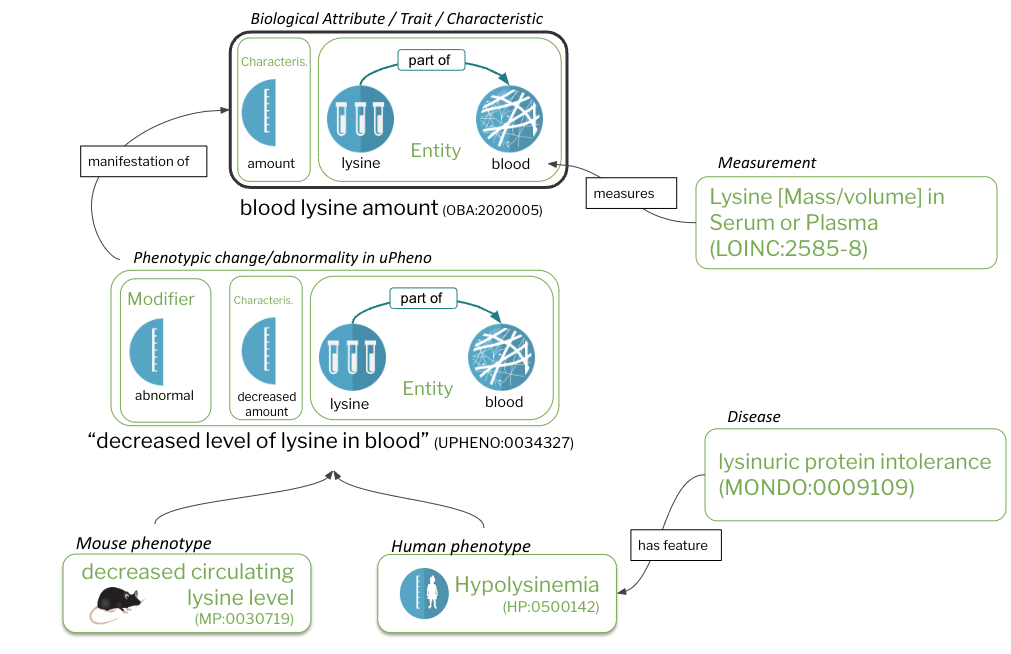 Biological Attribute / Trait / Characteristic
Characteris.
part of
amount
lysine
Entity
blood
manifestation of
blood lysine amount (OBA:2020005)
measures
Measurement
Lysine [Mass/volume] in
Serum or Plasma
(LOINC:2585-8)
Phenotypic change/abnormality in uPheno
Modifier
Characteris.
part of
abnormal
decreased
amount
lysine
Entity
blood
“decreased level of lysine in blood” (UPHENO:0034327)
Disease
lysinuric protein intolerance
(MONDO:0009109)
has feature
Mouse phenotype
decreased circulating
lysine level
(MP:0030719)
Human phenotype
Hypolysinemia
(HP:0500142)